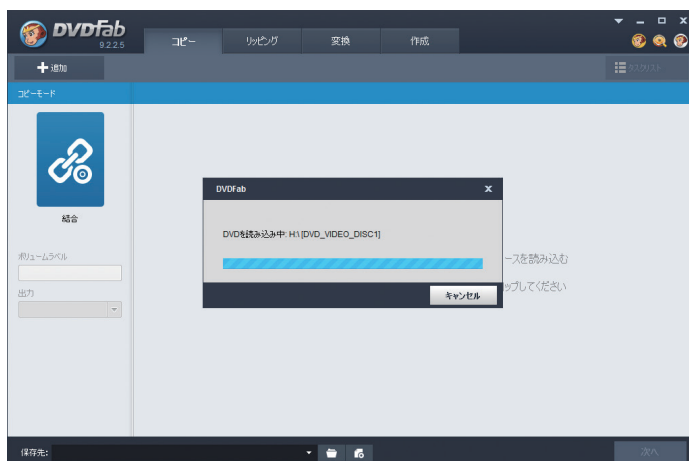 DVDFab
9.2.2.5
コピー
リッピング
変換
作成
追加
タスクリスト
コピーモード
結合
ボリュームラベル
出力
DVDFab
DVDを読み込み中: H:\ [DVD_VIDEO_DISC1]
キャンセル
ースを読み込む
ップしてください
保存先:
次へ